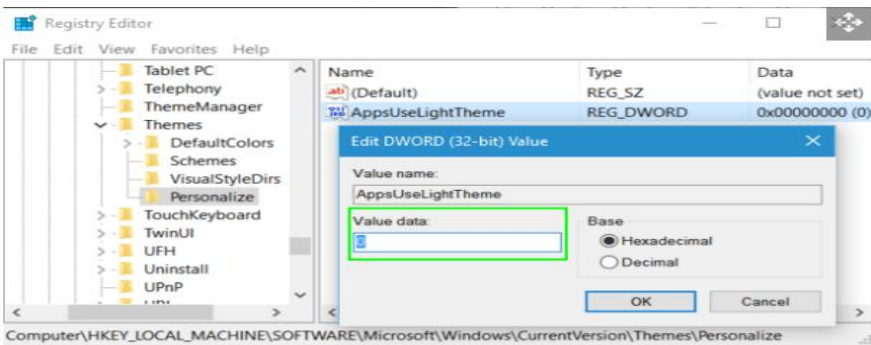 Registry Editor
File Edit View Favorites Help
Tablet PC
Telephony
ThemeManager
Themes
DefaultColors
Schemes
VisualStyleDirs
Personalize
TouchKeyboard
TwinUI
UFH
Uninstall
UPnP
Name Type Data
ab (Default) REG_SZ (value not set)
AppsUseLightTheme REG_DWORD 0x00000000 (0)
Edit DWORD (32-bit) Value
Value name:
AppsUseLightTheme
Value data: Base
0 Hexadecimal
Decimal
OK Cancel
Computer\HKEY_LOCAL_MACHINE\SOFTWARE\Microsoft\Windows\CurrentVersion\Themes\Personalize